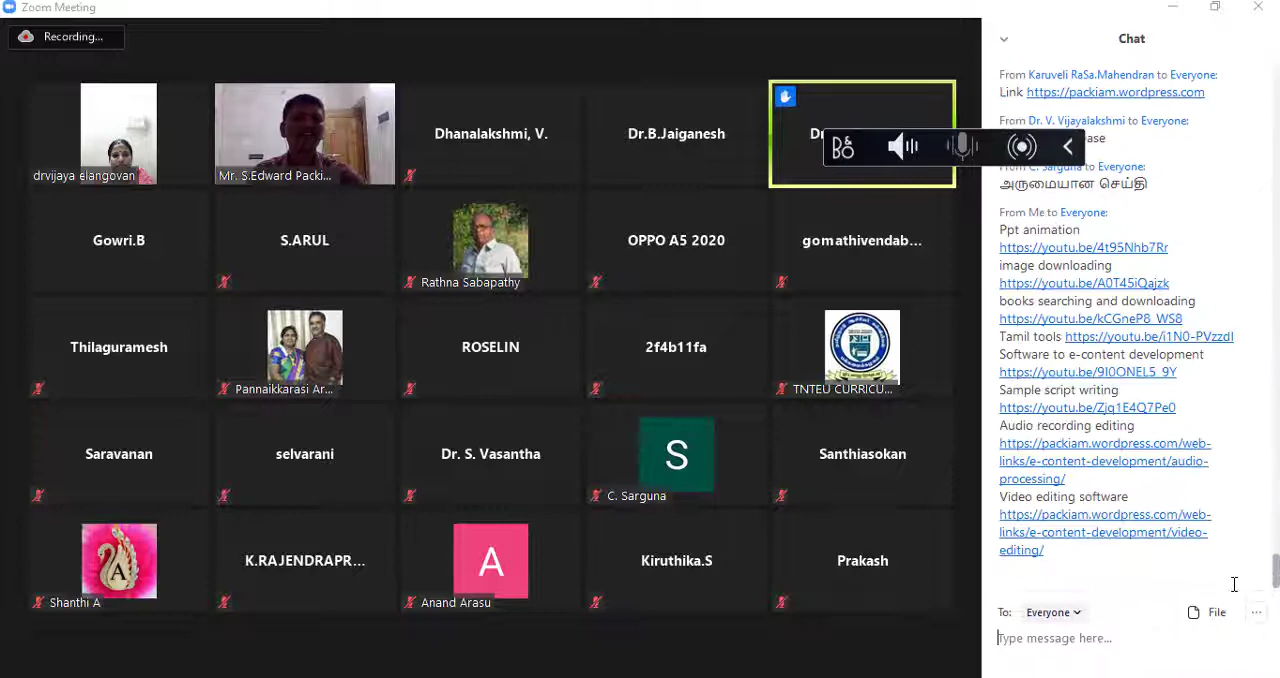 Zoom Meeting
Recording...
drvijaya elangovan
Mr. S.Edward Packi...
Dhanalakshmi, V.
Dr.B.Jaiganesh
Gowri.B
S.ARUL
Rathna Sabapathy
OPPO A5 2020
gomathivendab...
Thilaguramesh
Pannaikkarasi Ar...
ROSELIN
2f4b11fa
TNTEU CURRICU...
Saravanan
selvarani
Dr. S. Vasantha
S
C. Sarguna
Santhiasokan
A
Shanthi A
K.RAJENDRAPR...
A
Anand Arasu
Kiruthika.S
Prakash
Chat
From Karuveli RaSa.Mahendran to Everyone:
Link https://packiam.wordpress.com
From Dr. V. Vijayalakshmi to Everyone:
From C. Sarguna to Everyone:
அருமையான செய்தி
From Me to Everyone:
Ppt animation
https://youtu.be/4t95Nhb7Rr
image downloading
https://youtu.be/A0T45iQajzk
books searching and downloading
https://youtu.be/kCGneP8_WS8
Tamil tools https://youtu.be/i1N0-PVzzdI
Software to e-content development
https://youtu.be/9I0ONEL5_9Y
Sample script writing
https://youtu.be/Zjq1E4Q7Pe0
Audio recording editing
https://packiam.wordpress.com/web-
links/e-content-development/audio-
processing/
Video editing software
https://packiam.wordpress.com/web-
links/e-content-development/video-
editing/
To: Everyone
File
Type message here...